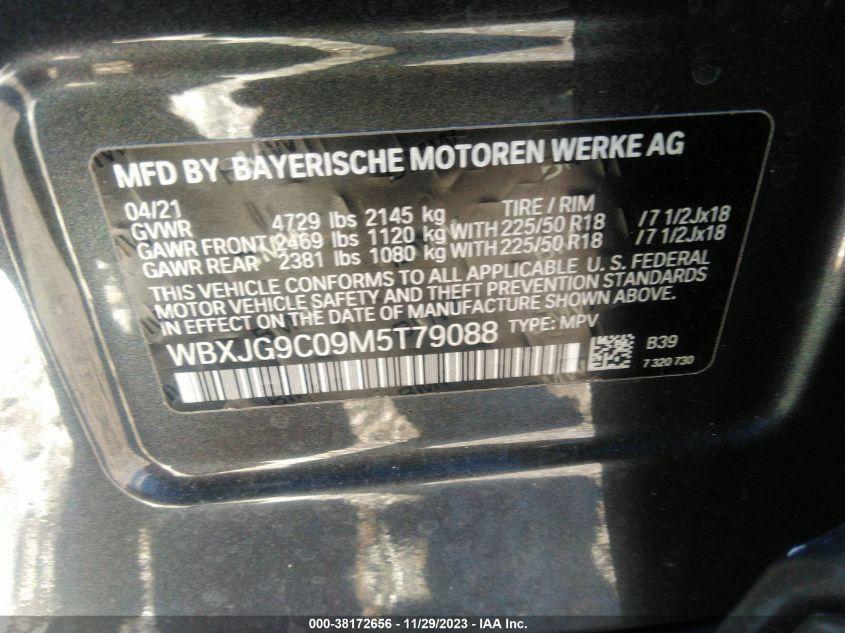 MFD BY BAYERISCHE MOTOREN WERKE AG
04/21 TIRE / RIM
GVWR 4729 lbs 2145 kg
GAWR FRONT 2469 lbs 1120 kg WITH 225/50 R18 /7 1/2Jx18
GAWR REAR 2381 lbs 1080 kg WITH 225/50 R18 /7 1/2Jx18
THIS VEHICLE CONFORMS TO ALL APPLICABLE U. S. FEDERAL
MOTOR VEHICLE SAFETY AND THEFT PREVENTION STANDARDS
IN EFFECT ON THE DATE OF MANUFACTURE SHOWN ABOVE.
WBXJG9C09M5T79088 TYPE: MPV
B39
7 320 730
000-38172656 - 11/29/2023 - IAA Inc.